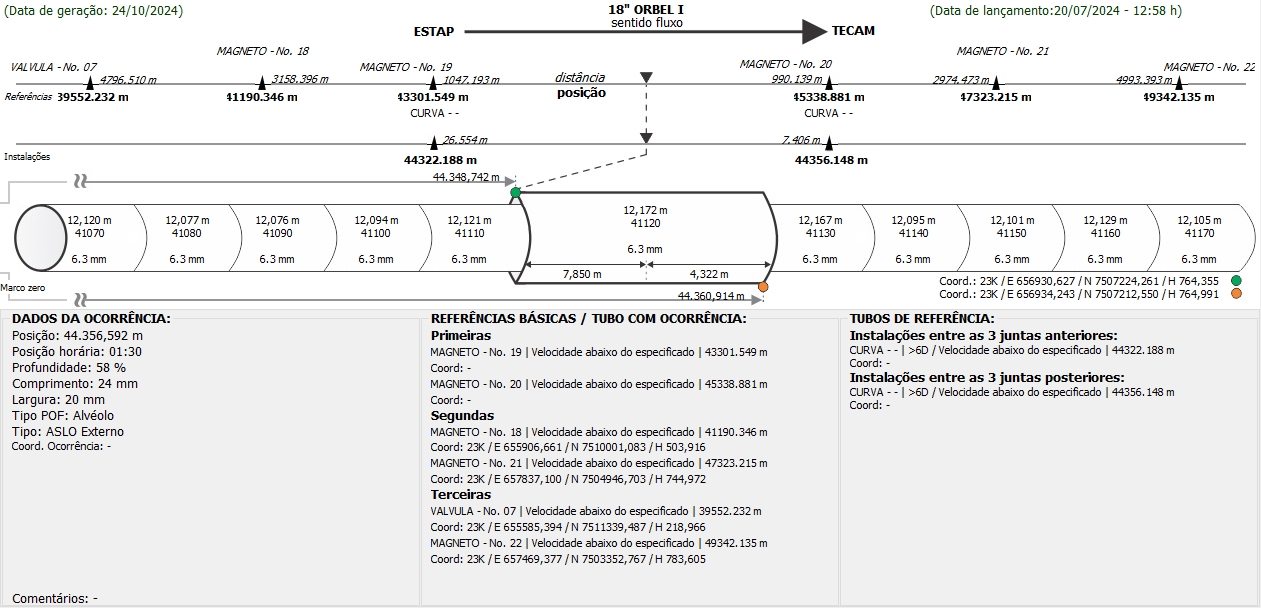 (Data de geração: 24/10/2024)
18" ORBEL I
(Data de lançamento:20/07/2024 - 12:58 h)
sentido fluxo
ESTAP
TECAM
MAGNETO - No. 18
MAGNETO - No. 21
VALVULA - No. 07
MAGNETO - No. 19
MAGNETO - No. 20
MAGNETO - No. 22
4796.510 m
3158.396 m
1047.193 m
distância
990.139 m
2974.473 m
4993.393 m
Referências
39552.232 m
41190.346 m
43301.549 m
posição
45338.881 m
47323.215 m
49342.135 m
CURVA - -
CURVA - -
26.554 m
7.406 m
Instalações
44322.188 m
44356.148 m
44.348,742 m
12,120 m
41070
6.3 mm
12,077 m
41080
6.3 mm
12,076 m
41090
6.3 mm
12,094 m
41100
6.3 mm
12,121 m
41110
6.3 mm
12,172 m
41120
6.3 mm
7,850 m
4,322 m
12,167 m
41130
6.3 mm
12,095 m
41140
6.3 mm
12,101 m
41150
6.3 mm
12,129 m
41160
6.3 mm
12,105 m
41170
6.3 mm
Marco zero
44.360,914 m
Coord.: 23K / E 656930,627 / N 7507224,261 / H 764,355
Coord.: 23K / E 656934,243 / N 7507212,550 / H 764,991
DADOS DA OCORRÊNCIA:
Posição: 44.356,592 m
Posição horária: 01:30
Profundidade: 58 %
Comprimento: 24 mm
Largura: 20 mm
Tipo POF: Alvéolo
Tipo: ASLO Externo
Coord. Ocorrência: -
Comentários: -
REFERÊNCIAS BÁSICAS / TUBO COM OCORRÊNCIA:
Primeiras
MAGNETO - No. 19 | Velocidade abaixo do especificado | 43301.549 m
Coord: -
MAGNETO - No. 20 | Velocidade abaixo do especificado | 45338.881 m
Coord: -
Segundas
MAGNETO - No. 18 | Velocidade abaixo do especificado | 41190.346 m
Coord: 23K / E 655906,661 / N 7510001,083 / H 503,916
MAGNETO - No. 21 | Velocidade abaixo do especificado | 47323.215 m
Coord: 23K / E 657837,100 / N 7504946,703 / H 744,972
Terceiras
VALVULA - No. 07 | Velocidade abaixo do especificado | 39552.232 m
Coord: 23K / E 655585,394 / N 7511339,487 / H 218,966
MAGNETO - No. 22 | Velocidade abaixo do especificado | 49342.135 m
Coord: 23K / E 657469,377 / N 7503352,767 / H 783,605
TUBOS DE REFERÊNCIA:
Instalações entre as 3 juntas anteriores:
CURVA - - | >6D / Velocidade abaixo do especificado | 44322.188 m
Coord: -
Instalações entre as 3 juntas posteriores:
CURVA - - | >6D / Velocidade abaixo do especificado | 44356.148 m
Coord: -